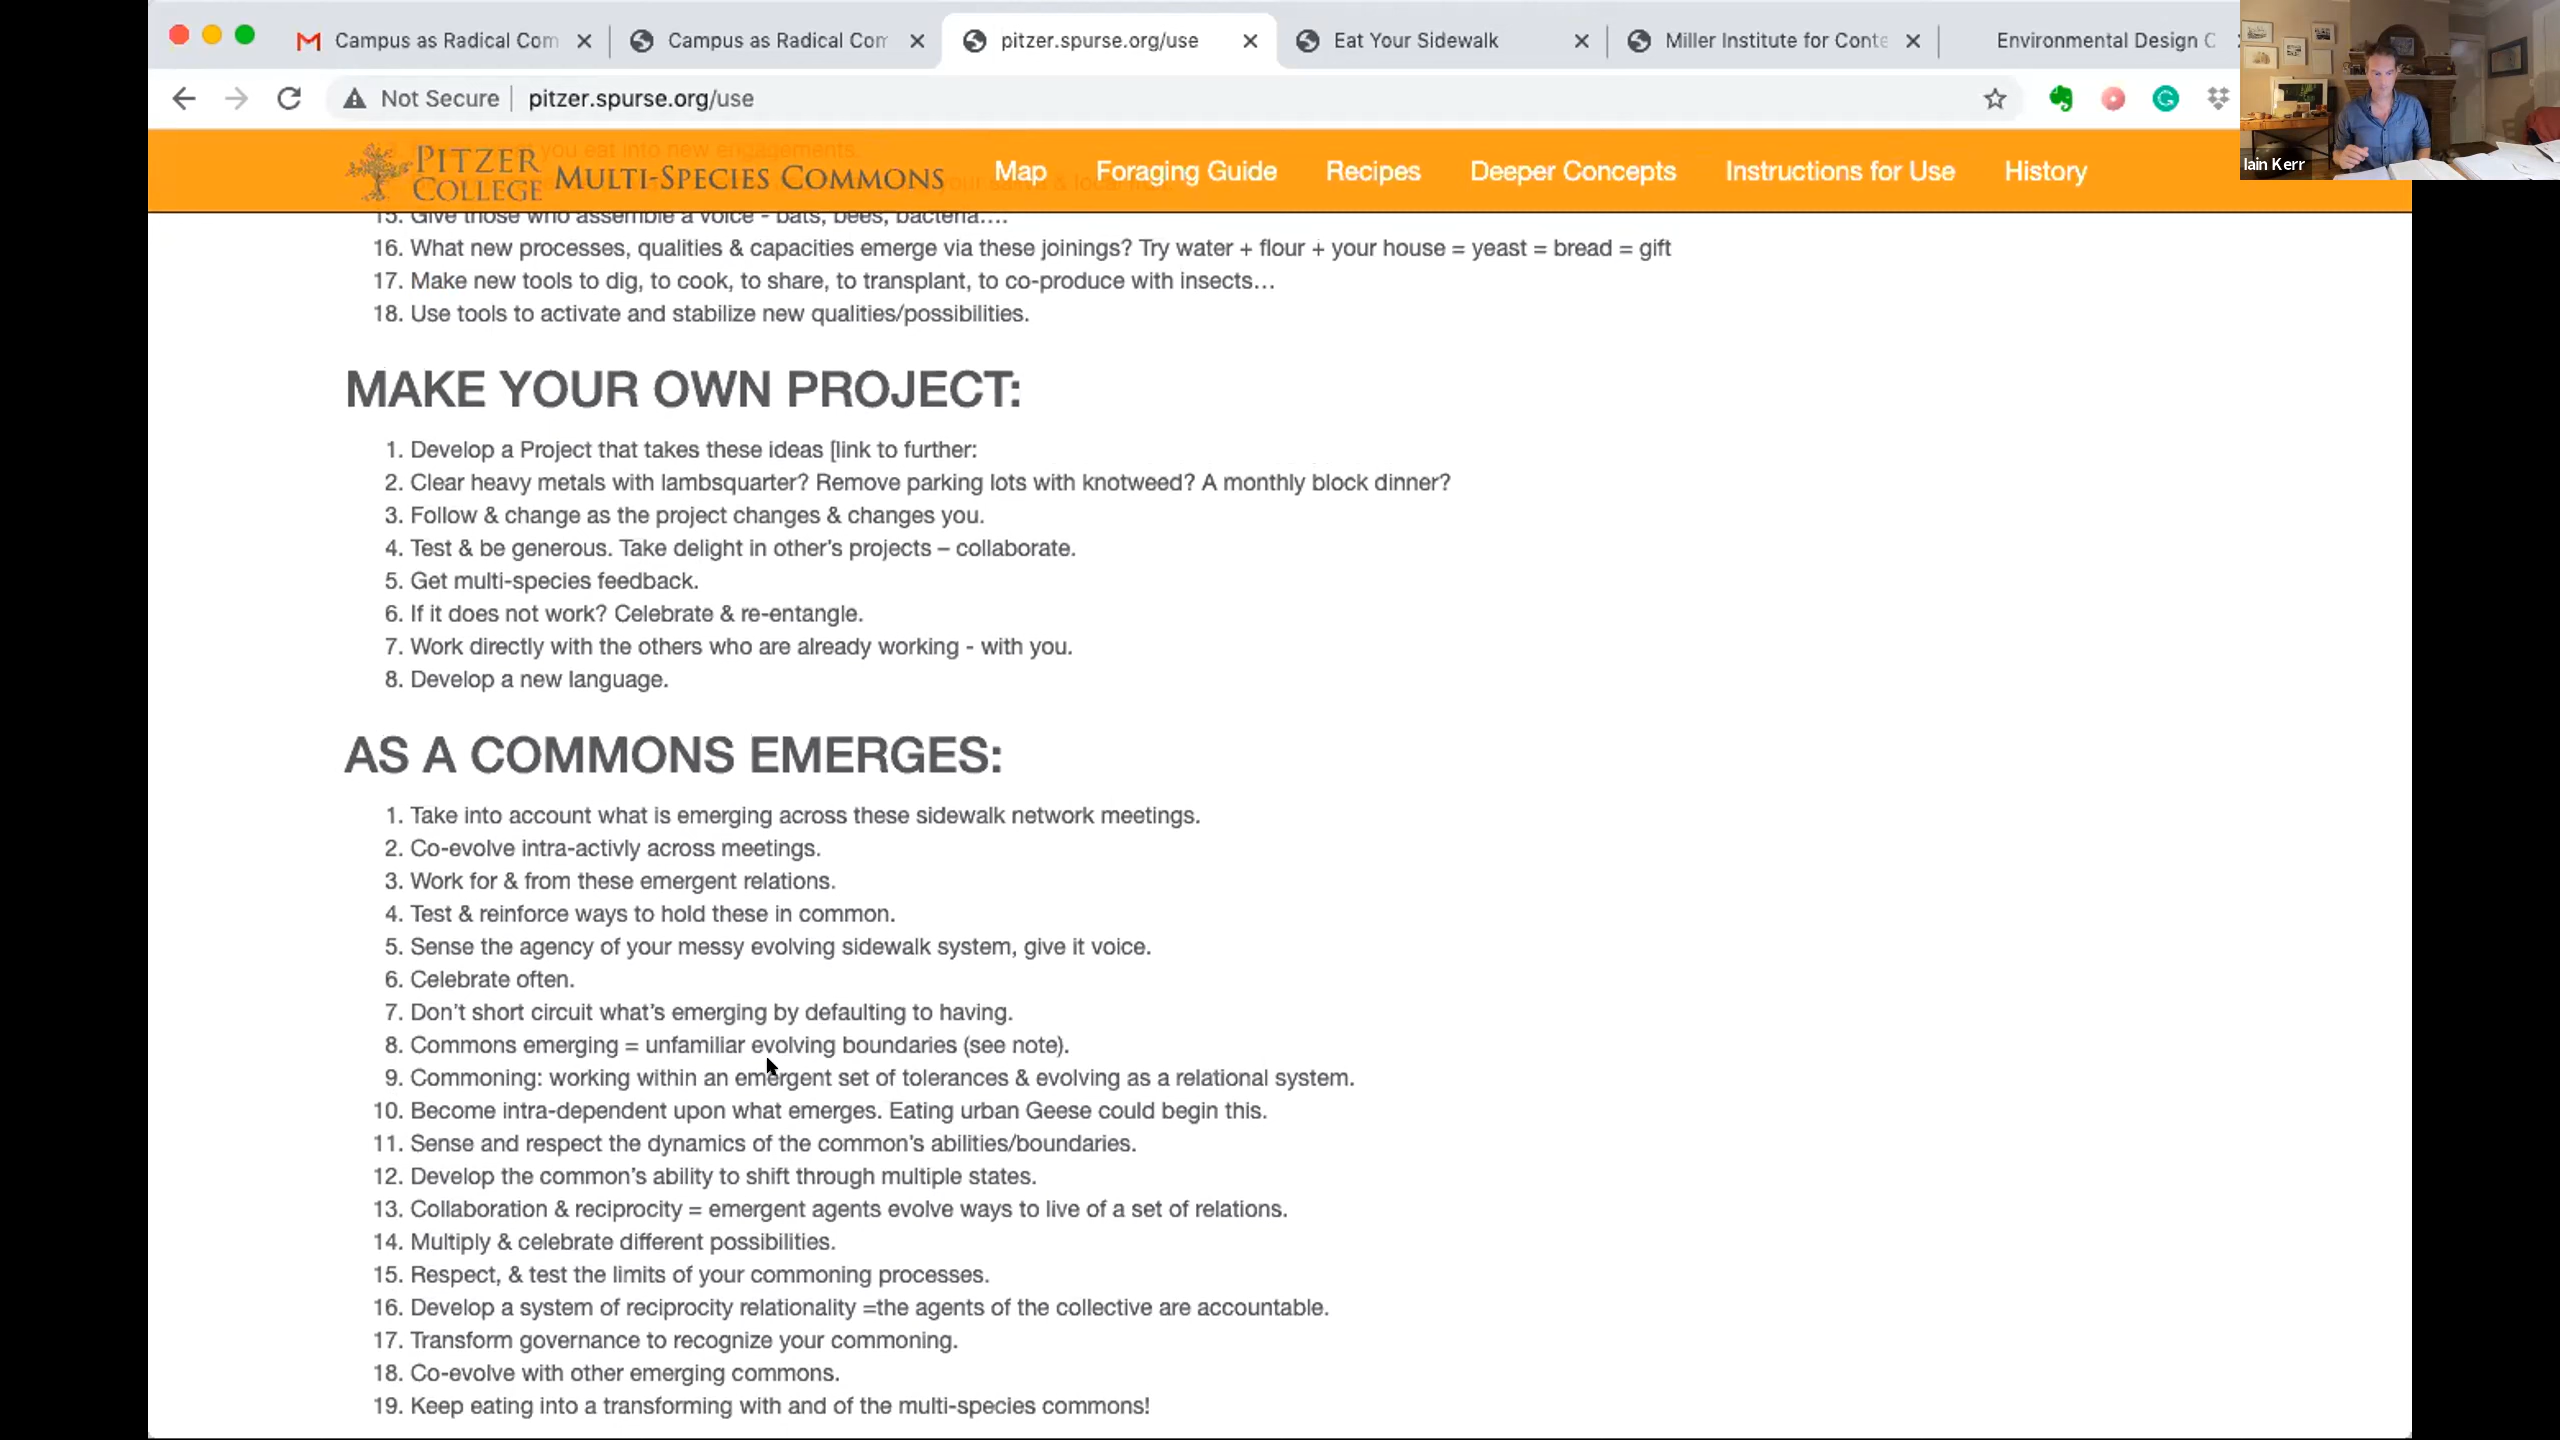 Campus as Radical Com
Campus as Radical Com
pitzer.spurse.org/use
Eat Your Sidewalk
Miller Institute for Conte
Environmental Design C
Not Secure
pitzer.spurse.org/use
Iain Kerr
you eat into new engagements.
PITZER
COLLEGE
MULTI-SPECIES COMMONS
Map
Foraging Guide
Recipes
Deeper Concepts
Instructions for Use
History
15. Give those who assemble a voice - bats, bees, bacteria….
16. What new processes, qualities & capacities emerge via these joinings? Try water + flour + your house = yeast = bread = gift
17. Make new tools to dig, to cook, to share, to transplant, to co-produce with insects…
18. Use tools to activate and stabilize new qualities/possibilities.
MAKE YOUR OWN PROJECT:
1. Develop a Project that takes these ideas [link to further:
2. Clear heavy metals with lambsquarter? Remove parking lots with knotweed? A monthly block dinner?
3. Follow & change as the project changes & changes you.
4. Test & be generous. Take delight in other's projects – collaborate.
5. Get multi-species feedback.
6. If it does not work? Celebrate & re-entangle.
7. Work directly with the others who are already working - with you.
8. Develop a new language.
AS A COMMONS EMERGES:
1. Take into account what is emerging across these sidewalk network meetings.
2. Co-evolve intra-activly across meetings.
3. Work for & from these emergent relations.
4. Test & reinforce ways to hold these in common.
5. Sense the agency of your messy evolving sidewalk system, give it voice.
6. Celebrate often.
7. Don't short circuit what's emerging by defaulting to having.
8. Commons emerging = unfamiliar evolving boundaries (see note).
9. Commoning: working within an emergent set of tolerances & evolving as a relational system.
10. Become intra-dependent upon what emerges. Eating urban Geese could begin this.
11. Sense and respect the dynamics of the common's abilities/boundaries.
12. Develop the common's ability to shift through multiple states.
13. Collaboration & reciprocity = emergent agents evolve ways to live of a set of relations.
14. Multiply & celebrate different possibilities.
15. Respect, & test the limits of your commoning processes.
16. Develop a system of reciprocity relationality =the agents of the collective are accountable.
17. Transform governance to recognize your commoning.
18. Co-evolve with other emerging commons.
19. Keep eating into a transforming with and of the multi-species commons!